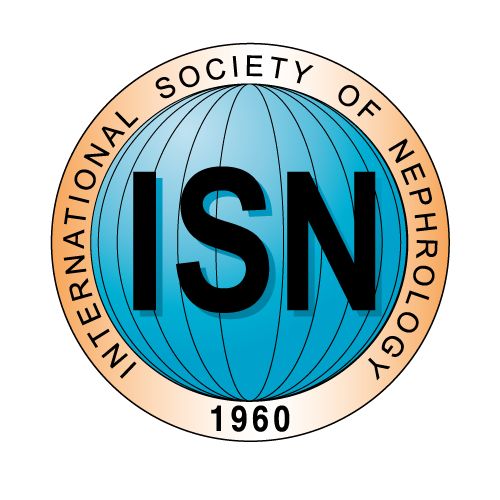 INTERNATIONAL SOCIETY OF NEPHROLOGY
ISN
1960